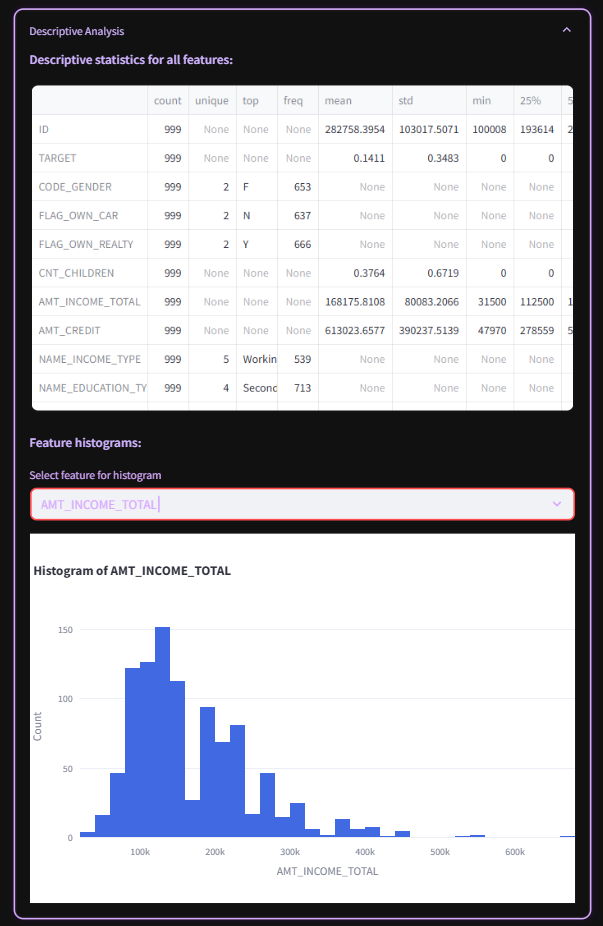 Descriptive Analysis
Descriptive statistics for all features:
count unique top freq mean std min 25% 5
ID 999 None None None 282758.3954 103017.5071 100008 193614 2
TARGET 999 None None None 0.1411 0.3483 0 0
CODE_GENDER 999 2 F 653 None None None None
FLAG_OWN_CAR 999 2 N 637 None None None None
FLAG_OWN_REALTY 999 2 Y 666 None None None None
CNT_CHILDREN 999 None None None 0.3764 0.6719 0 0
AMT_INCOME_TOTAL 999 None None None 168175.8108 80083.2066 31500 112500 1
AMT_CREDIT 999 None None None 613023.6577 390237.5139 47970 278559 5
NAME_INCOME_TYPE 999 5 Workin 539 None None None None
NAME_EDUCATION_TY 999 4 Second 713 None None None None
Feature histograms:
Select feature for histogram
AMT_INCOME_TOTAL
Histogram of AMT_INCOME_TOTAL
150
100
50
0
Count
100k 200k 300k 400k 500k 600k
AMT_INCOME_TOTAL